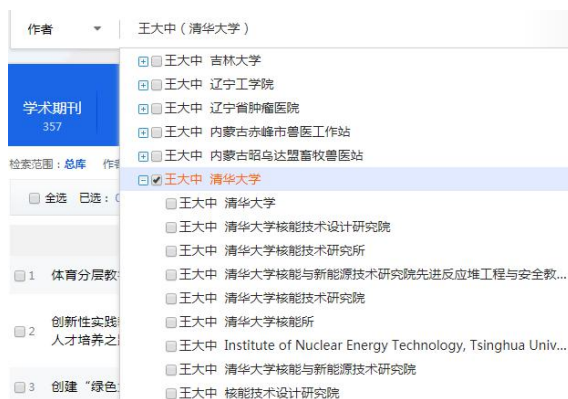 作者
王大中（清华大学）
王大中 吉林大学
王大中 辽宁工学院
王大中 辽宁省肿瘤医院
王大中 内蒙古赤峰市兽医工作站
王大中 内蒙古昭乌达盟畜牧兽医站
王大中 清华大学
王大中 清华大学
王大中 清华大学核能技术设计研究院
王大中 清华大学核能技术研究所
王大中 清华大学核能与新能源技术研究院先进反应堆工程与安全教...
王大中 清华大学核能技术研究院
王大中 清华大学核能所
王大中 Institute of Nuclear Energy Technology, Tsinghua Univ...
王大中 清华大学核能与新能源技术研究院
王大中 核能技术设计研究院
学术期刊
357
检索范围：总库 作
全选 已选：
1 体育分层教
2 创新性实践
人才培养之
3 创建“绿色